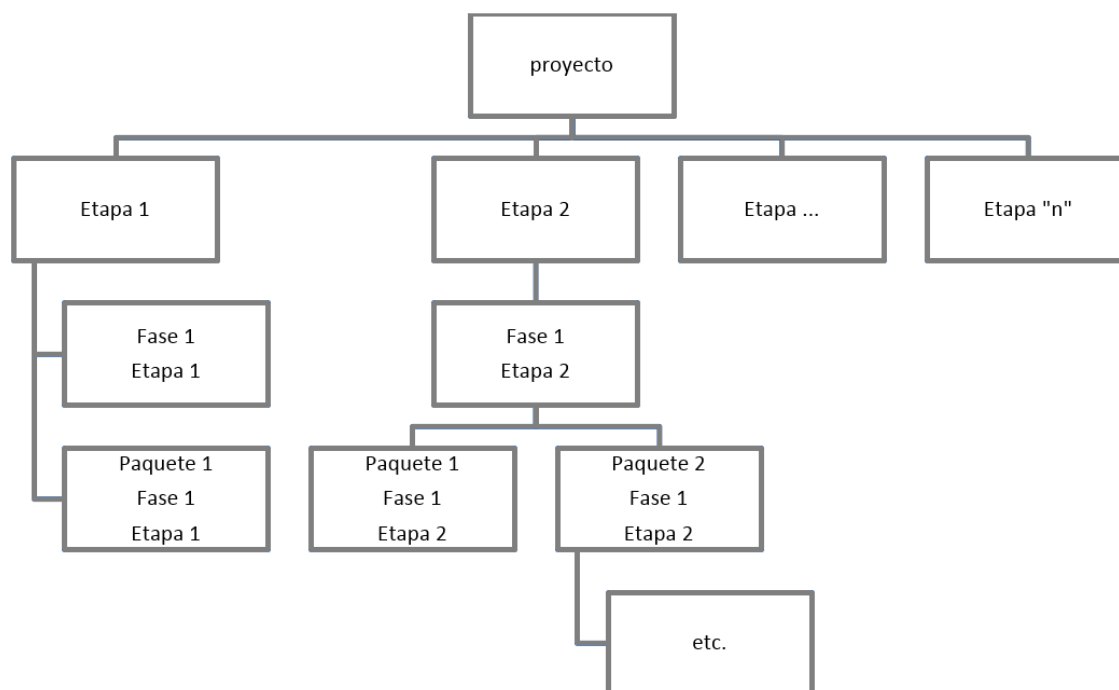 proyecto
Etapa 1
Etapa 2
Etapa ...
Etapa "n"
Fase 1
Etapa 1
Fase 1
Etapa 2
Paquete 1
Fase 1
Etapa 1
Paquete 1
Fase 1
Etapa 2
Paquete 2
Fase 1
Etapa 2
etc.